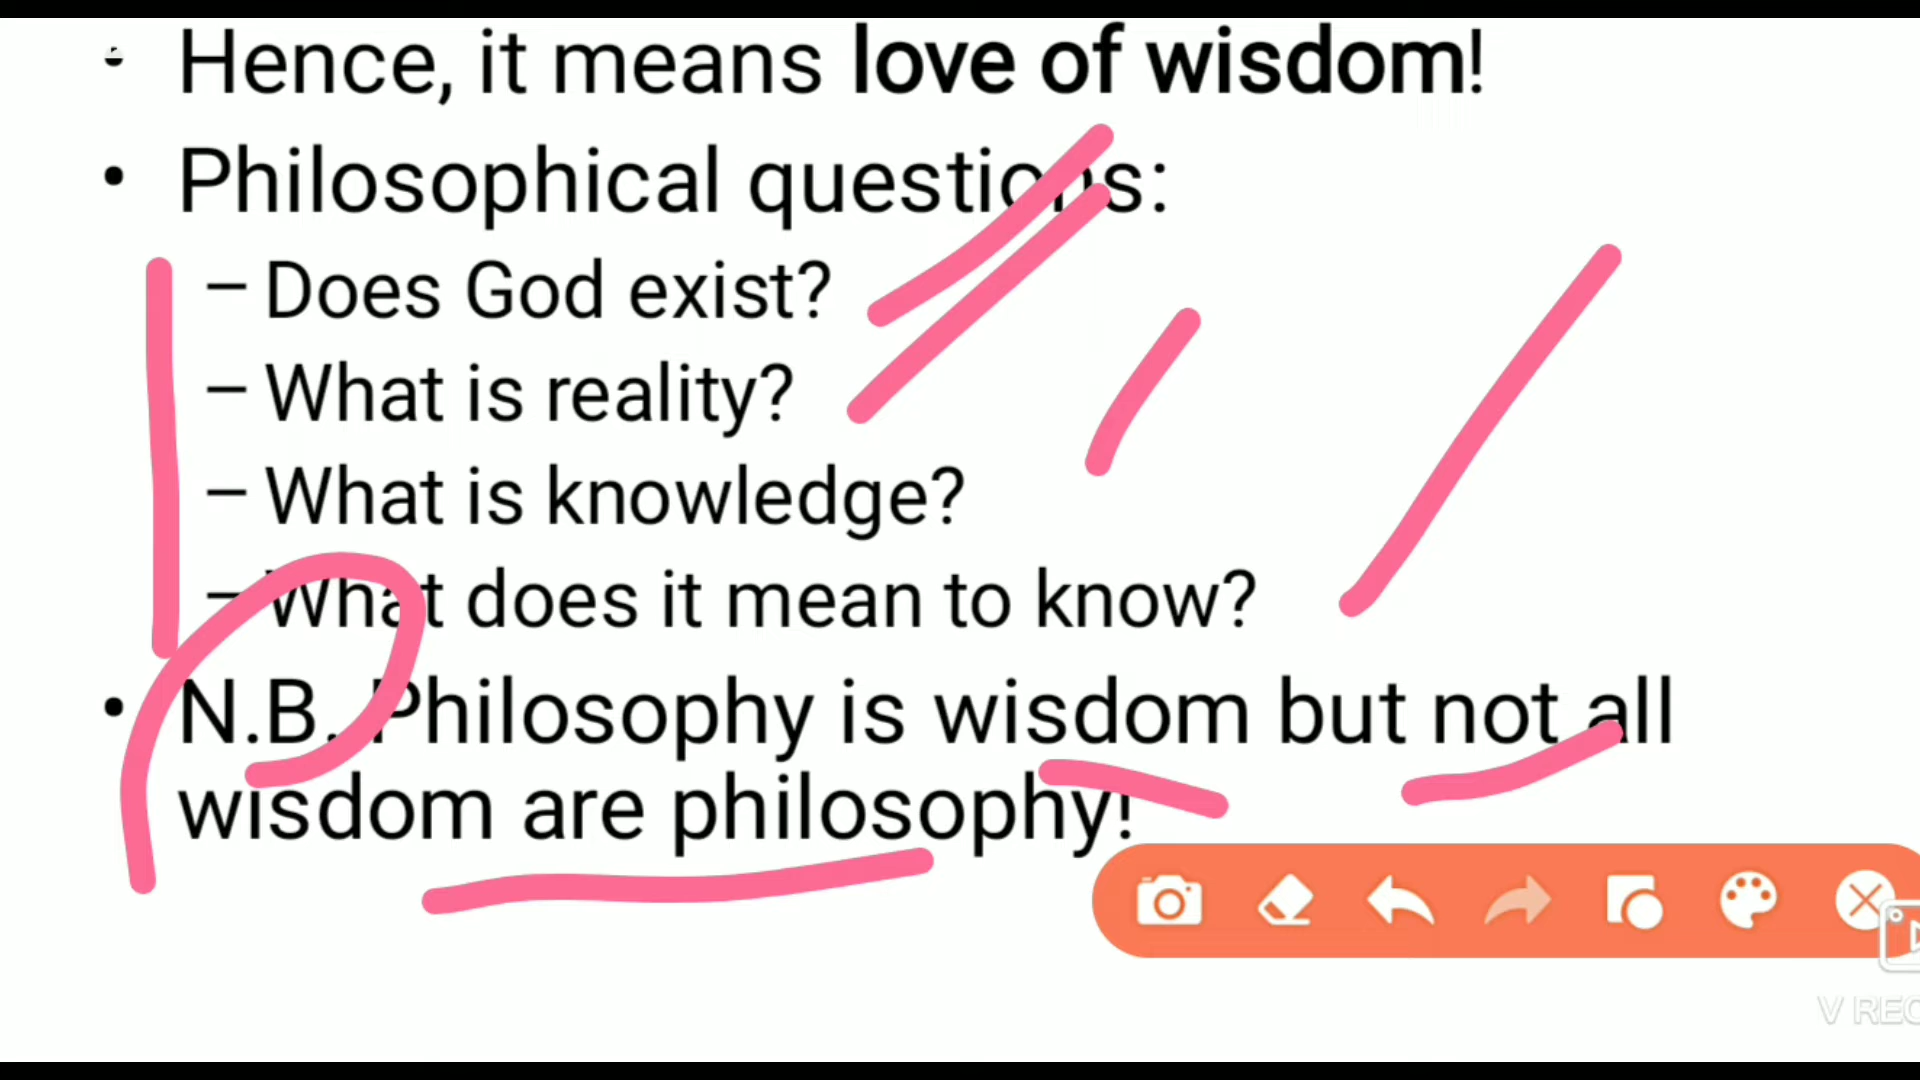 • Hence, it means love of wisdom!
• Philosophical questions:
– Does God exist?
– What is reality?
– What is knowledge?
– What does it mean to know?
• N.B. Philosophy is wisdom but not all
wisdom are philosophy!
V REC